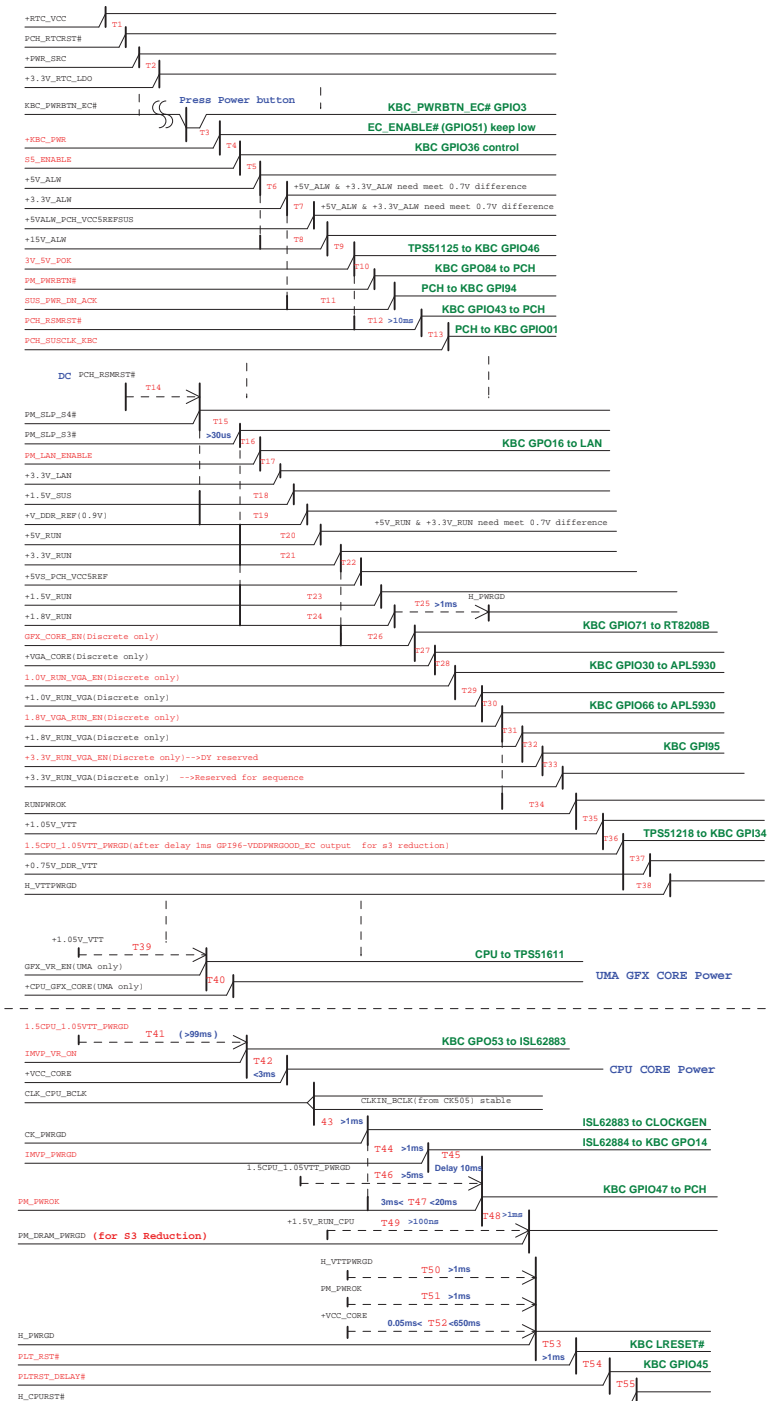 +RTC_VCC
T1
PCH_RTCRST#
+PWR_SRC
T2
+3.3V_RTC_LDO
Press Power button
KBC_PWRBTN_EC#
KBC_PWRBTN_EC# GPIO3
EC_ENABLE# (GPIO51) keep low
T3
+KBC_PWR
T4
KBC GPIO36 control
S5_ENABLE
T5
+5V_ALW
T6
+5V_ALW & +3.3V_ALW need meet 0.7V difference
+3.3V_ALW
T7
+5V_ALW & +3.3V_ALW need meet 0.7V difference
+5VALW_PCH_VCC5REFSUS
+15V_ALW
T8
T9
TPS51125 to KBC GPIO46
3V_5V_POK
T10
KBC GPO84 to PCH
PM_PWRBTN#
PCH to KBC GPI94
SUS_PWR_DN_ACK
T11
KBC GPIO43 to PCH
PCH_RSMRST#
T12 >10ms
T13
PCH to KBC GPIO01
PCH_SUSCLK_KBC
DC
PCH_RSMRST#
T14
PM_SLP_S4#
T15
PM_SLP_S3#
>30us
T16
KBC GPO16 to LAN
PM_LAN_ENABLE
T17
+3.3V_LAN
+1.5V_SUS
T18
+V_DDR_REF(0.9V)
T19
+5V_RUN & +3.3V_RUN need meet 0.7V difference
+5V_RUN
T20
+3.3V_RUN
T21
T22
+5VS_PCH_VCC5REF
+1.5V_RUN
T23
T25 >1ms
H_PWRGD
+1.8V_RUN
T24
KBC GPIO71 to RT8208B
GFX_CORE_EN(Discrete only)
T26
+VGA_CORE(Discrete only)
T27
T28
KBC GPIO30 to APL5930
1.0V_RUN_VGA_EN(Discrete only)
T29
+1.0V_RUN_VGA(Discrete only)
T30
KBC GPIO66 to APL5930
1.8V_VGA_RUN_EN(Discrete only)
T31
+1.8V_RUN_VGA(Discrete only)
T32
KBC GPI95
+3.3V_RUN_VGA_EN(Discrete only)-->DY reserved
T33
+3.3V_RUN_VGA(Discrete only) -->Reserved for sequence
RUNPWROK
T34
+1.05V_VTT
T35
TPS51218 to KBC GPI34
T36
1.5CPU_1.05VTT_PWRGD(after delay 1ms GPI96-VDDPWRGOOD_EC output for s3 reduction)
+0.75V_DDR_VTT
T37
H_VTTPWRGD
T38
+1.05V_VTT
T39
CPU to TPS51611
GFX_VR_EN(UMA only)
UMA GFX CORE Power
+CPU_GFX_CORE(UMA only)
T40
1.5CPU_1.05VTT_PWRGD
T41 (>99ms)
KBC GPO53 to ISL62883
IMVP_VR_ON
T42
+VCC_CORE
<3ms
CPU CORE Power
CLK_CPU_BCLK
CLKIN_BCLK(from CK505) stable
43 >1ms
ISL62883 to CLOCKGEN
CK_PWRGD
T44 >1ms
ISL62884 to KBC GPO14
IMVP_PWRGD
T45
1.5CPU_1.05VTT_PWRGD
Delay 10ms
T46 >5ms
KBC GPIO47 to PCH
PM_PWROK
3ms< T47 <20ms
T48 >1ms
+1.5V_RUN_CPU
T49 >100ns
PM_DRAM_PWRGD (for S3 Reduction)
H_VTTPWRGD
T50 >1ms
PM_PWROK
T51 >1ms
+VCC_CORE
0.05ms< T52 <650ms
H_PWRGD
T53
KBC LRESET#
PLT_RST#
>1ms
T54
KBC GPIO45
PLTRST_DELAY#
T55
H_CPURST#